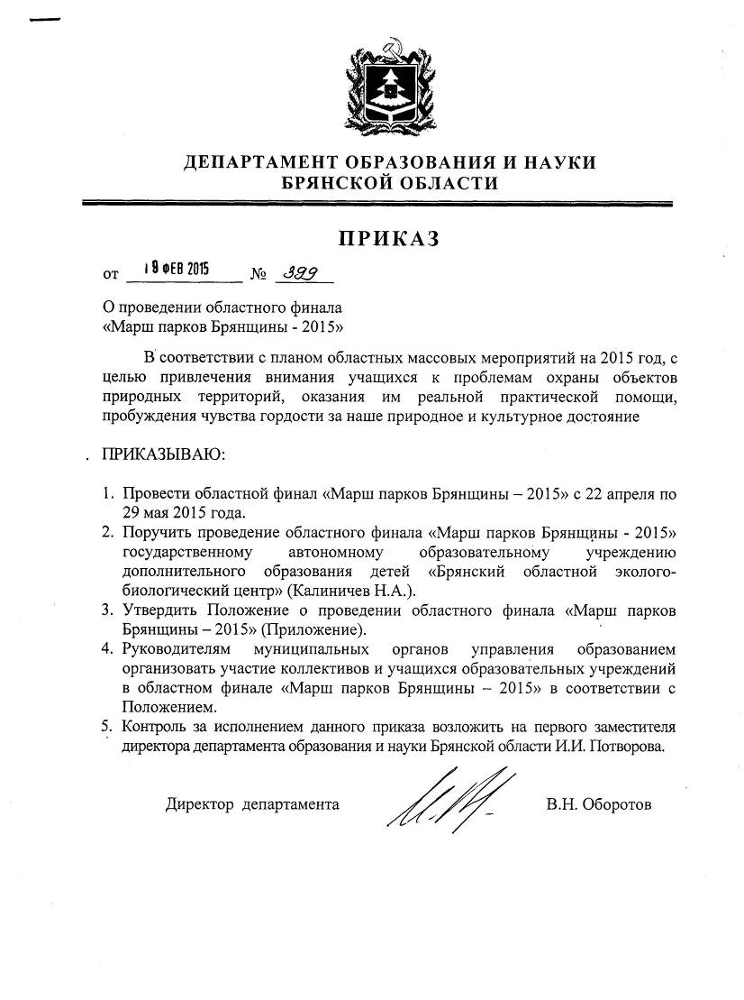 ДЕПАРТАМЕНТ ОБРАЗОВАНИЯ И НАУКИ
БРЯНСКОЙ ОБЛАСТИ
ПРИКАЗ
от 19 ФЕВ 2015 № 399
О проведении областного финала
«Марш парков Брянщины - 2015»
В соответствии с планом областных массовых мероприятий на 2015 год, с
целью привлечения внимания учащихся к проблемам охраны объектов
природных территорий, оказания им реальной практической помощи,
пробуждения чувства гордости за наше природное и культурное достояние
ПРИКАЗЫВАЮ:
1. Провести областной финал «Марш парков Брянщины – 2015» с 22 апреля по
29 мая 2015 года.
2. Поручить проведение областного финала «Марш парков Брянщины - 2015»
государственному автономному образовательному учреждению
дополнительного образования детей «Брянский областной эколого-
биологический центр» (Калиничев Н.А.).
3. Утвердить Положение о проведении областного финала «Марш парков
Брянщины – 2015» (Приложение).
4. Руководителям муниципальных органов управления образованием
организовать участие коллективов и учащихся образовательных учреждений
в областном финале «Марш парков Брянщины – 2015» в соответствии с
Положением.
5. Контроль за исполнением данного приказа возложить на первого заместителя
директора департамента образования и науки Брянской области И.И. Потворова.
Директор департамента В.Н. Оборотов